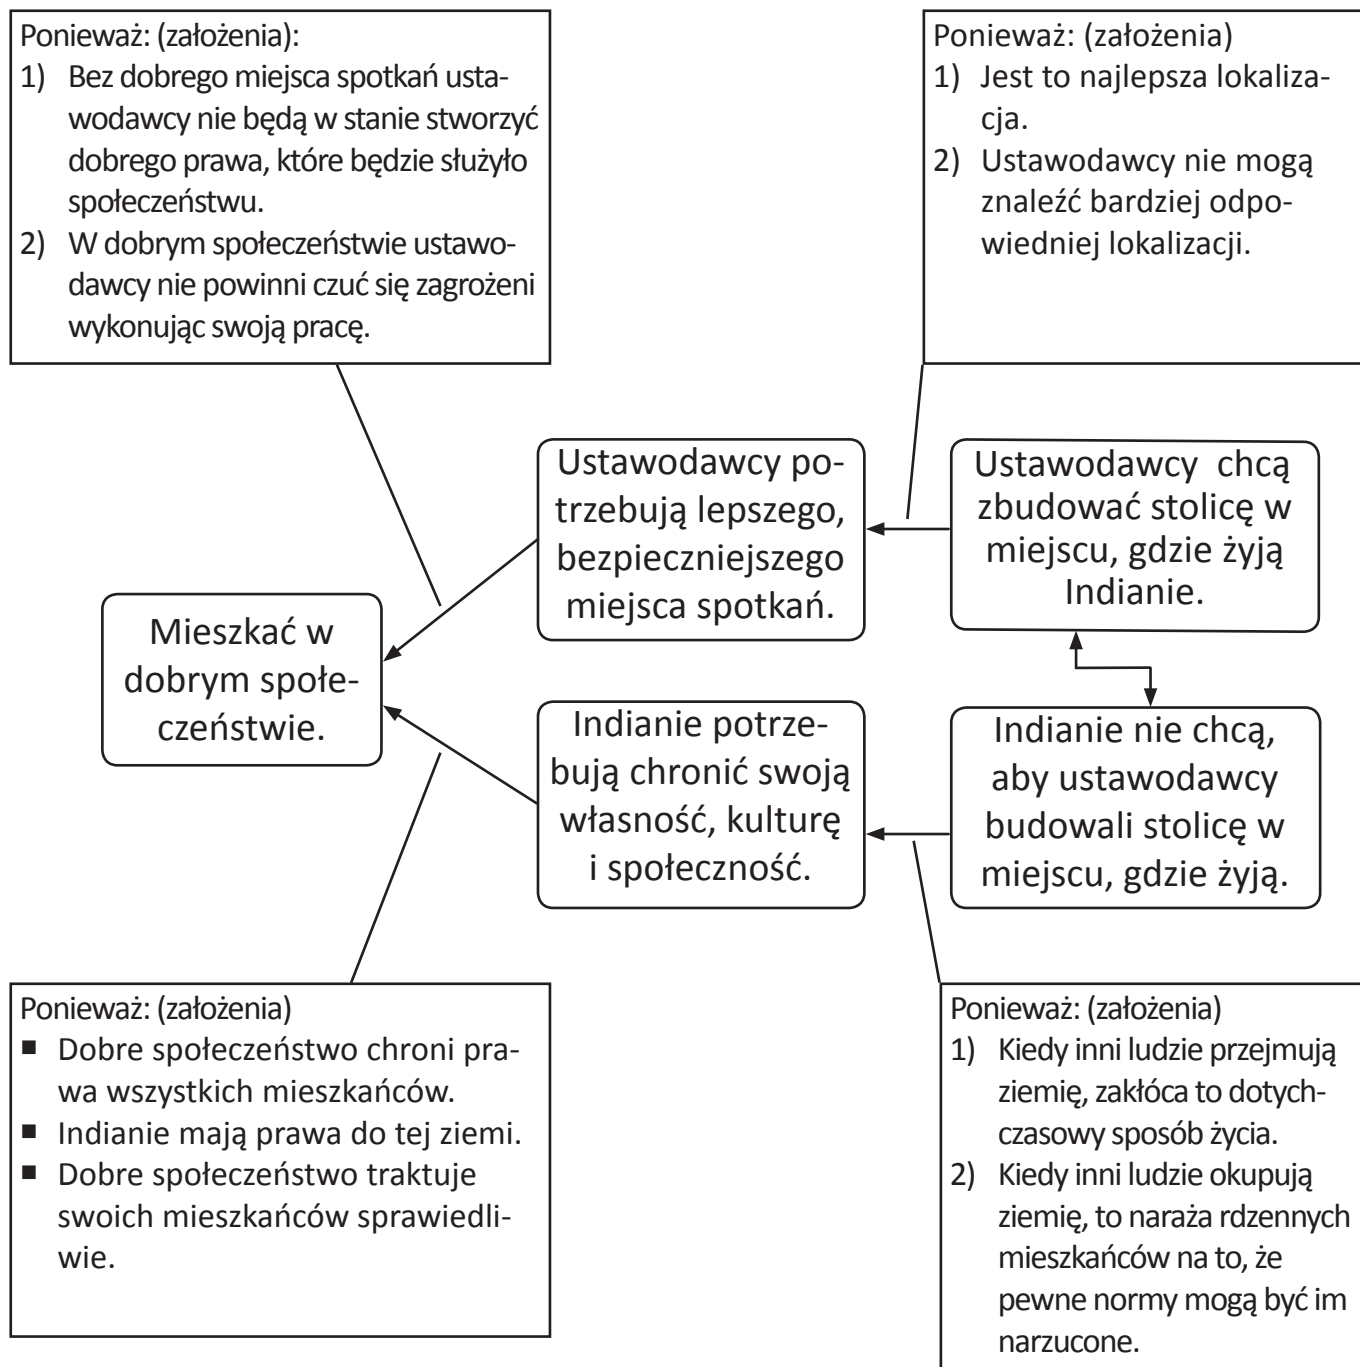 Ponieważ: (założenia):
1) Bez dobrego miejsca spotkań usta-
wodawcy nie będą w stanie stworzyć
dobrego prawa, które będzie służyło
społeczeństwu.
2) W dobrym społeczeństwie ustawo-
dawcy nie powinni czuć się zagrożeni
wykonując swoją pracę.
Ponieważ: (założenia)
1) Jest to najlepsza lokaliza-
cja.
2) Ustawodawcy nie mogą
znaleźć bardziej odpo-
wiedniej lokalizacji.
Ustawodawcy po-
trzebują lepszego,
bezpieczniejszego
miejsca spotkań.
Ustawodawcy chcą
zbudować stolicę w
miejscu, gdzie żyją
Indianie.
Mieszkać w
dobrym społe-
czeństwie.
Indianie potrze-
bują chronić swoją
własność, kulturę
i społeczność.
Indianie nie chcą,
aby ustawodawcy
budowali stolicę w
miejscu, gdzie żyją.
Ponieważ: (założenia)
■ Dobre społeczeństwo chroni pra-
wa wszystkich mieszkańców.
■ Indianie mają prawa do tej ziemi.
■ Dobre społeczeństwo traktuje
swoich mieszkańców sprawiedli-
wie.
Ponieważ: (założenia)
1) Kiedy inni ludzie przejmują
ziemię, zakłóca to dotych-
czasowy sposób życia.
2) Kiedy inni ludzie okupują
ziemię, to naraża rdzennych
mieszkańców na to, że
pewne normy mogą być im
narzucone.